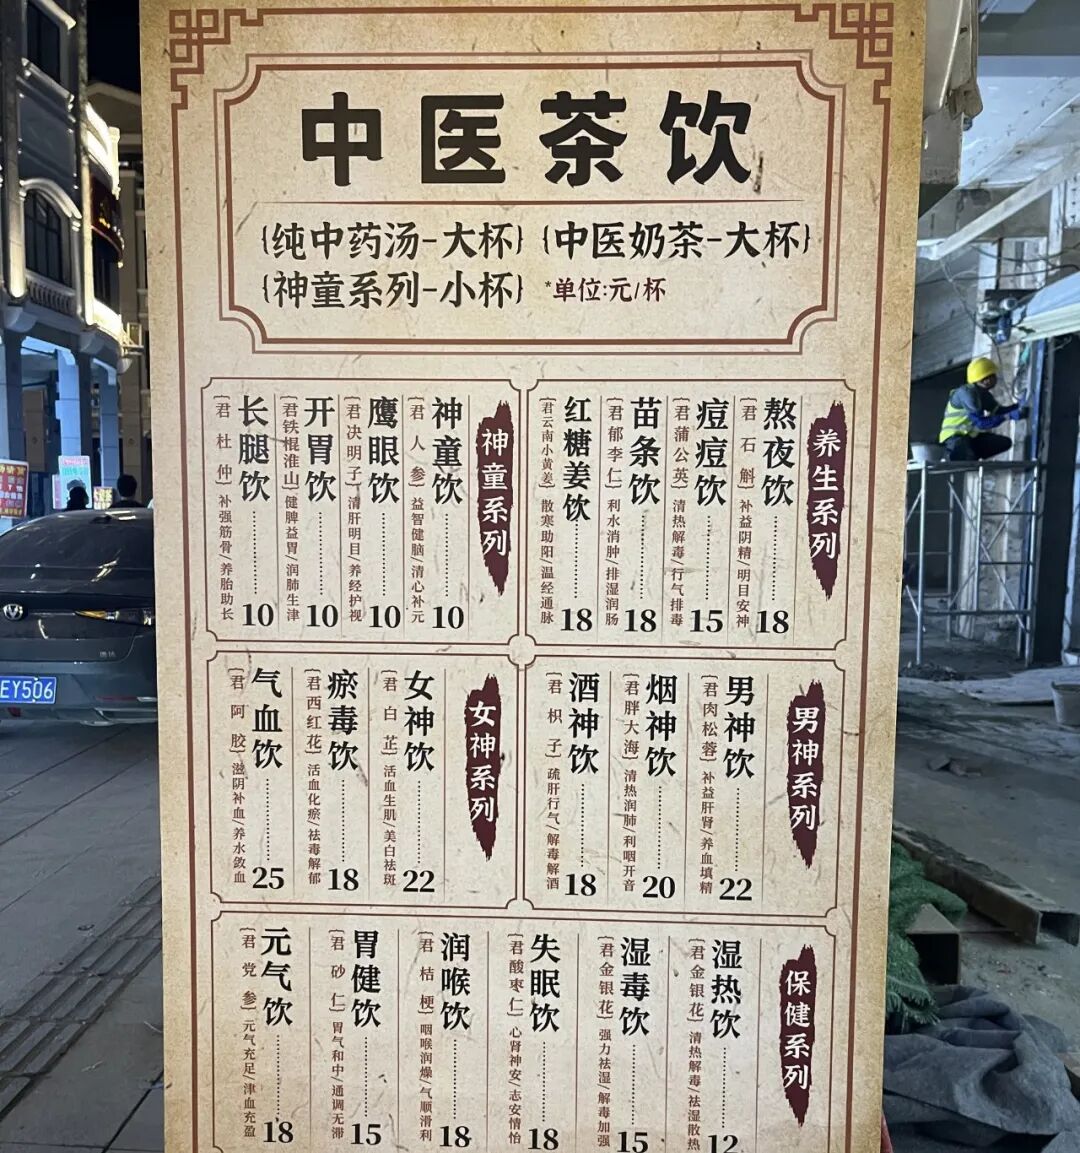 中医茶饮
{纯中药汤-大杯} {中医奶茶-大杯}
{神童系列-小杯} *单位:元/杯
养生系列
熬夜饮 18
{君 石 斛} 补益阴精/明目安神
痘痘饮 15
{君 蒲公英} 清热解毒/行气排毒
苗条饮 18
{君 郁李仁} 利水消肿/排湿润肠
红糖姜饮 18
{君 云南小黄姜} 散寒助阳/温经通脉
神童系列
神童饮 10
{君 人 参} 益智健脑/清心补元
鹰眼饮 10
{君 决明子} 清肝明目/养经护视
开胃饮 10
{君 铁棍淮山} 健脾益胃/润肺生津
长腿饮 10
{君 杜 仲} 补强筋骨/养胎助长
男神系列
男神饮 22
{君 肉松蓉} 补益肝肾/养血填精
烟神饮 20
{君 胖大海} 清热润肺/利咽开音
酒神饮 18
{君 枳 子} 疏肝行气/解毒解酒
女神系列
女神饮 22
{君 白 芷} 活血生肌/美白祛斑
瘀毒饮 18
{君 西红花} 活血化瘀/祛毒解郁
气血饮 25
{君 阿 胶} 滋阴补血/养水敛血
保健系列
湿热饮 12
{君 金银花} 清热解毒/祛湿散热
湿毒饮 15
{君 金银花} 强力祛湿/解毒加强
失眠饮 18
{君 酸枣仁} 心肾神安/志安情怡
润喉饮 18
{君 桔 梗} 咽喉润燥/气顺滑利
胃健饮 15
{君 砂 仁} 胃气和中/通调无滞
元气饮 18
{君 党 参} 元气充足/津血充盈
EY506